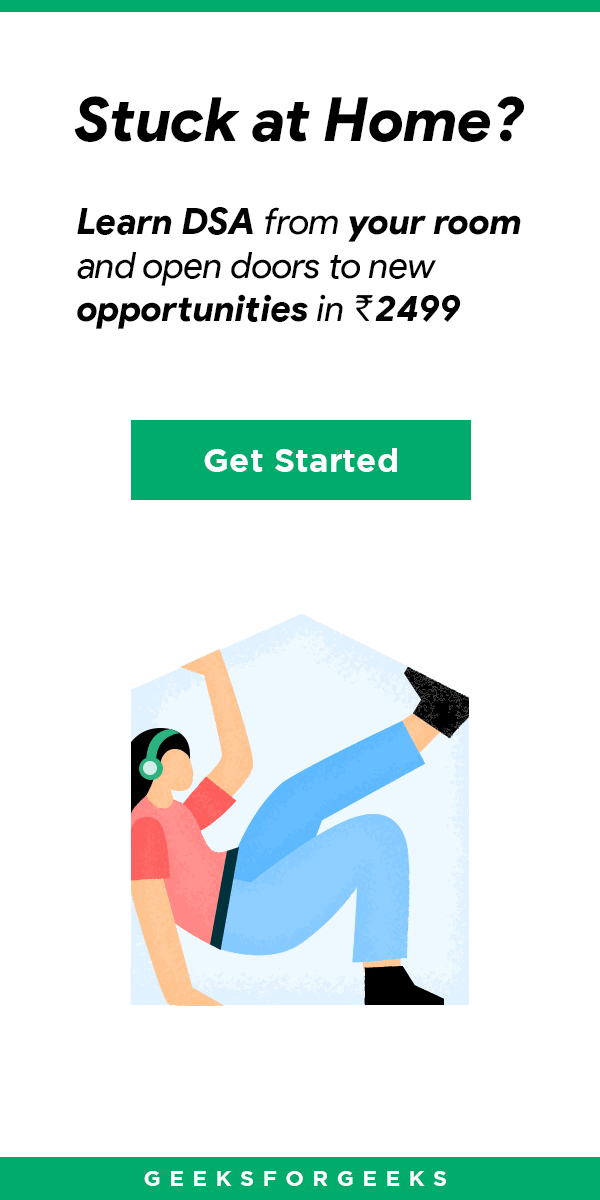 Stuck at Home?
Learn DSA from your room
and open doors to new
opportunities in ₹2499
Get Started
GEEKSFORGEEKS